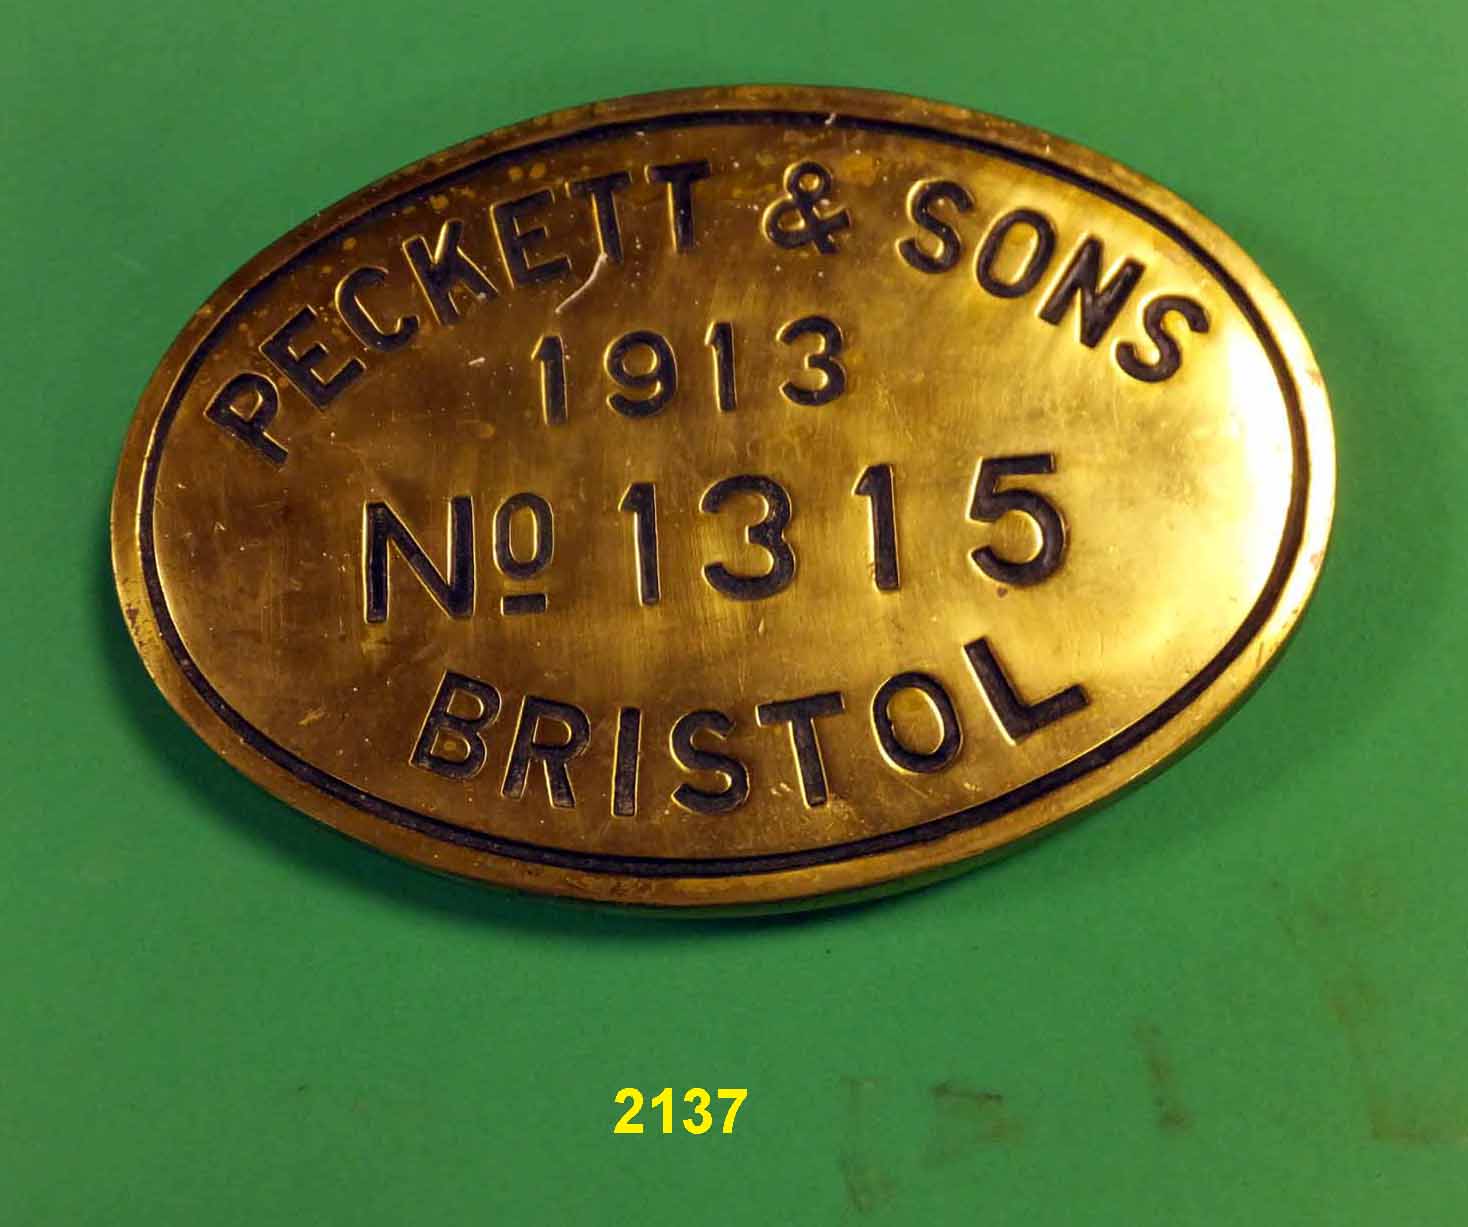 PECKETT & SONS
1913
Nº 1315
BRISTOL
2137